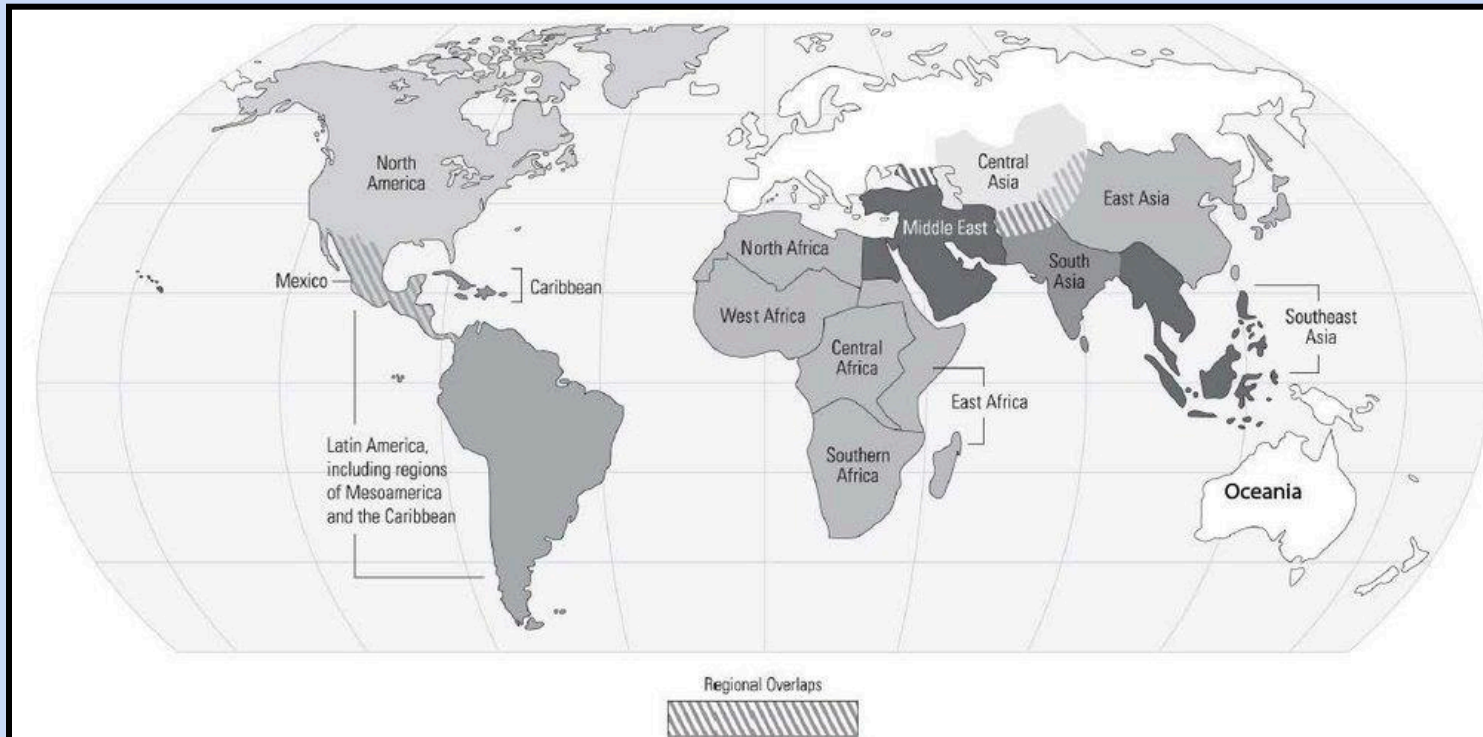 North
America
Mexico
Caribbean
Latin America,
including regions
of Mesoamerica
and the Caribbean
North Africa
West Africa
Central
Africa
East Africa
Southern
Africa
Middle East
Central
Asia
East Asia
South
Asia
Southeast
Asia
Oceania
Regional Overlaps